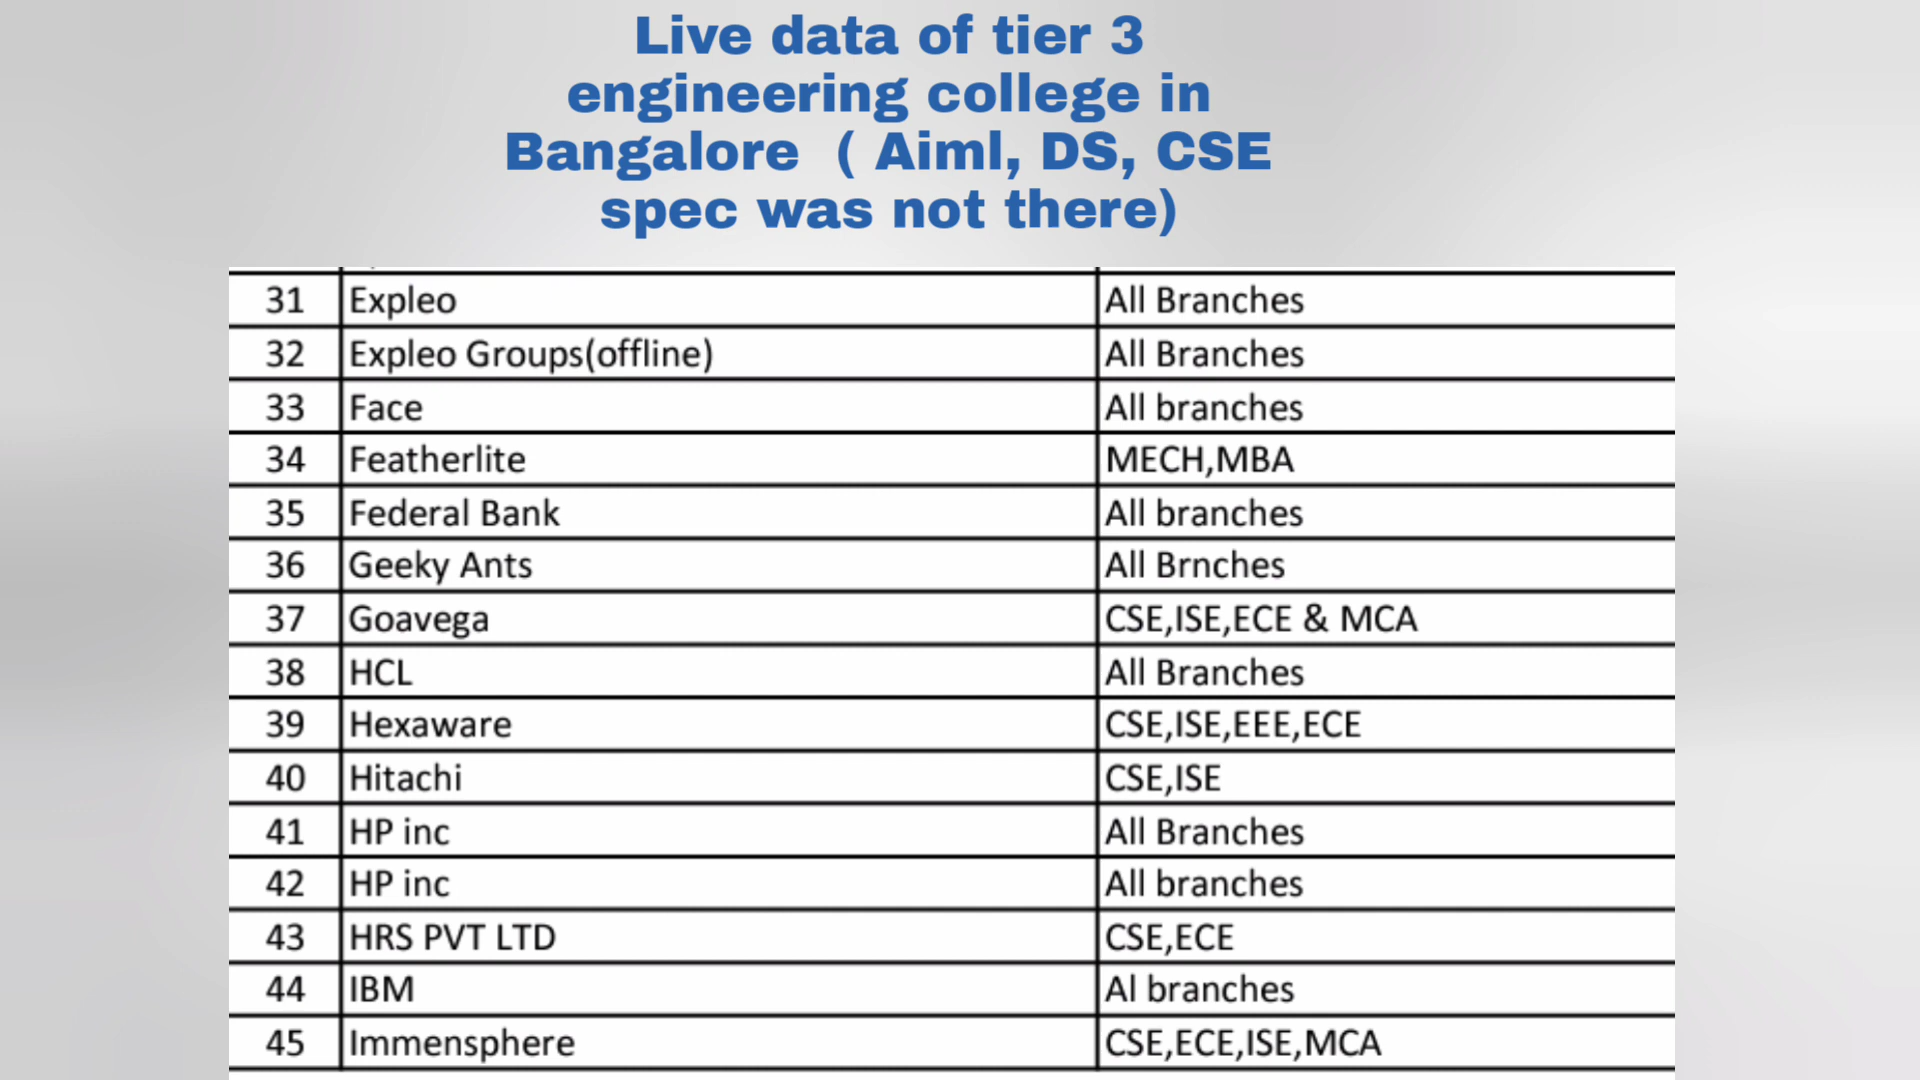 Live data of tier 3
engineering college in
Bangalore ( Aiml, DS, CSE
spec was not there)
31 Expleo All Branches
32 Expleo Groups(offline) All Branches
33 Face All branches
34 Featherlite MECH,MBA
35 Federal Bank All branches
36 Geeky Ants All Brnches
37 Goavega CSE,ISE,ECE & MCA
38 HCL All Branches
39 Hexaware CSE,ISE,EEE,ECE
40 Hitachi CSE,ISE
41 HP inc All Branches
42 HP inc All branches
43 HRS PVT LTD CSE,ECE
44 IBM Al branches
45 Immensphere CSE,ECE,ISE,MCA